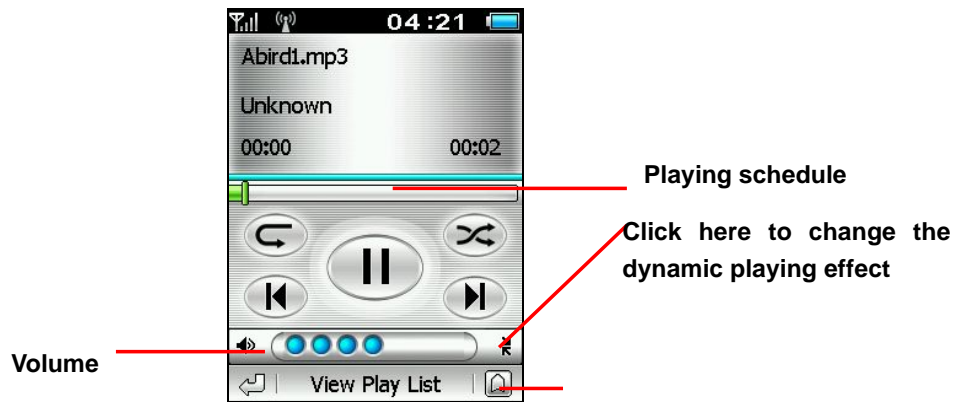 04:21
Abird1.mp3
Unknown
00:00 00:02
Playing schedule
Click here to change the
dynamic playing effect
Volume
View Play List